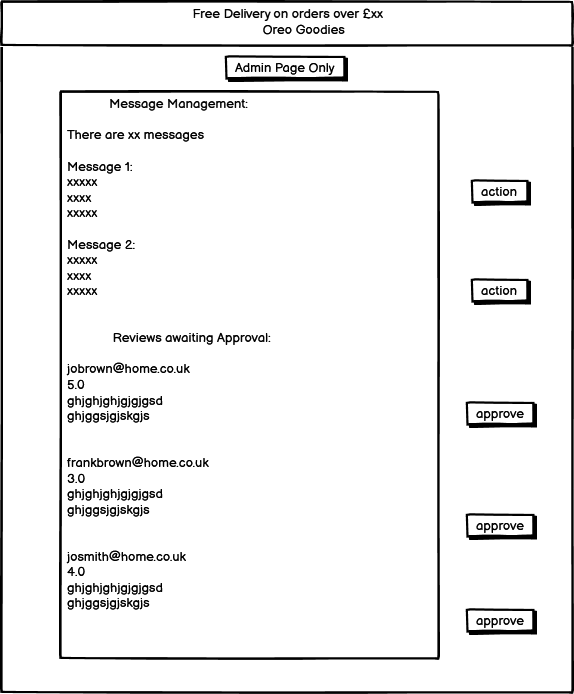 Free Delivery on orders over £xx
Oreo Goodies
Admin Page Only
Message Management:
There are xx messages
Message 1:
xxxxx
xxxx
xxxxx
action
Message 2:
xxxxx
xxxx
xxxxx
action
Reviews awaiting Approval:
jobrown@home.co.uk
5.0
ghjghjghjgjgjgsd
ghjggsjgjskgjs
approve
frankbrown@home.co.uk
3.0
ghjghjghjgjgjgsd
ghjggsjgjskgjs
approve
josmith@home.co.uk
4.0
ghjghjghjgjgjgsd
ghjggsjgjskgjs
approve